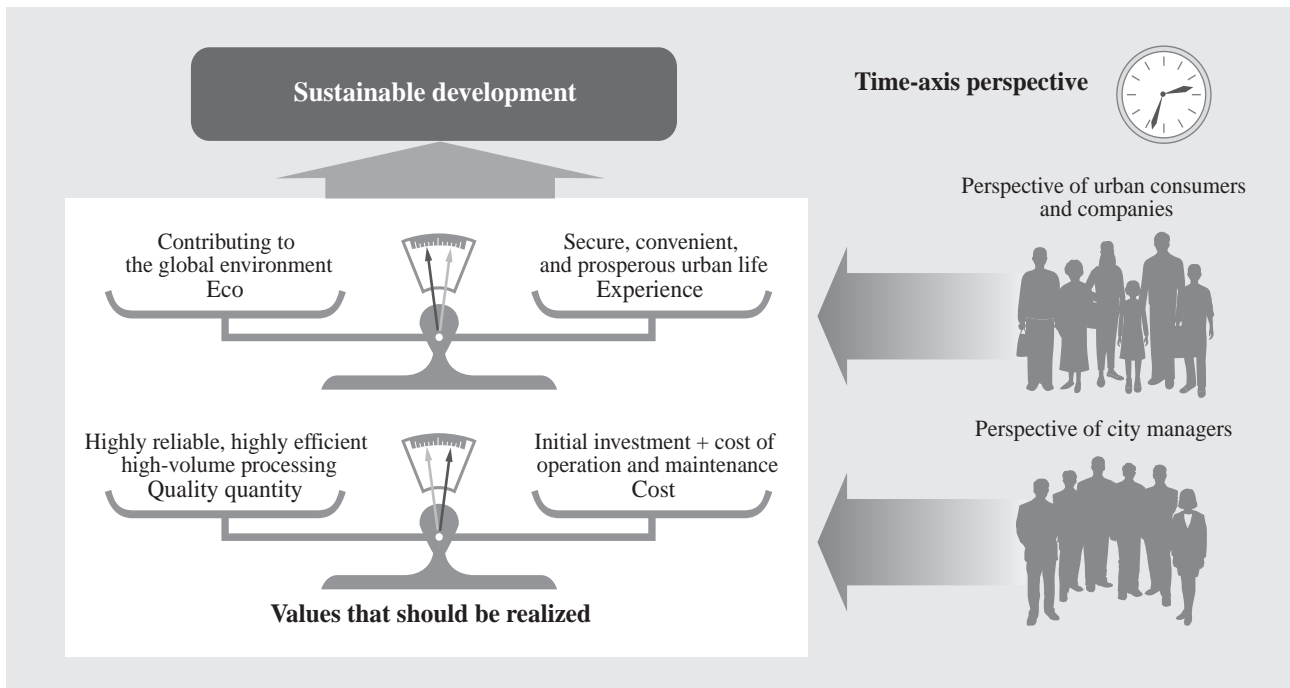 Sustainable development
Time-axis perspective
Perspective of urban consumers
and companies
Contributing to
the global environment
Eco
Secure, convenient,
and prosperous urban life
Experience
Perspective of city managers
Highly reliable, highly efficient
high-volume processing
Quality quantity
Initial investment + cost of
operation and maintenance
Cost
Values that should be realized